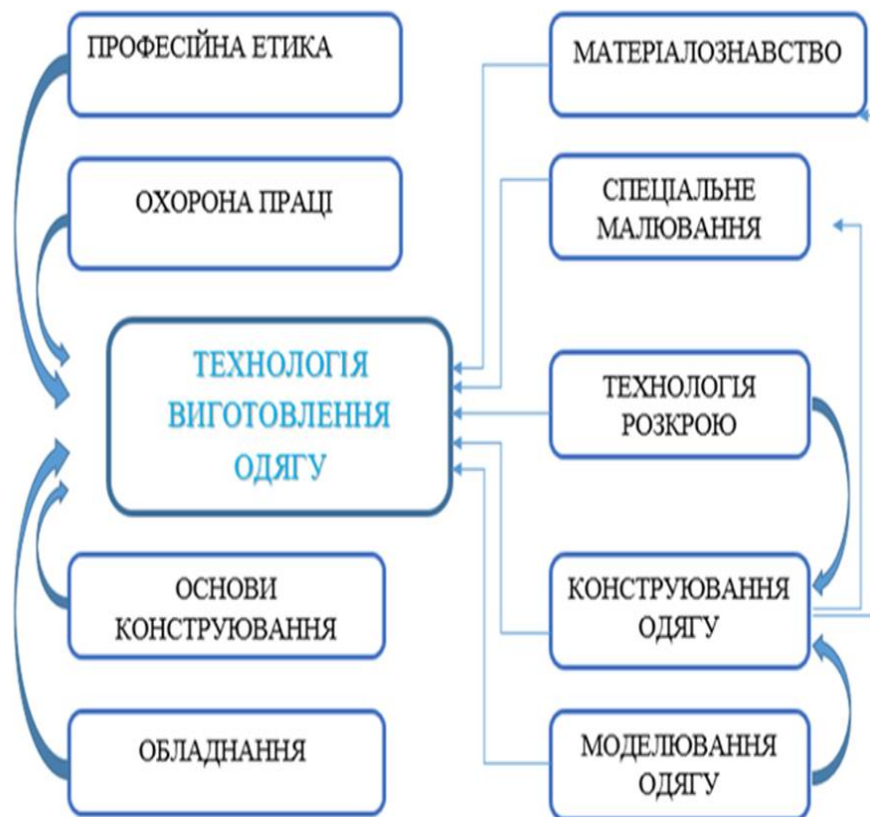 ПРОФЕСІЙНА ЕТИКА
МАТЕРІАЛОЗНАВСТВО
ОХОРОНА ПРАЦІ
СПЕЦІАЛЬНЕ
МАЛЮВАННЯ
ТЕХНОЛОГІЯ
ВИГОТОВЛЕННЯ
ОДЯГУ
ТЕХНОЛОГІЯ
РОЗКРОЮ
ОСНОВИ
КОНСТРУЮВАННЯ
КОНСТРУЮВАННЯ
ОДЯГУ
ОБЛАДНАННЯ
МОДЕЛЮВАННЯ
ОДЯГУ